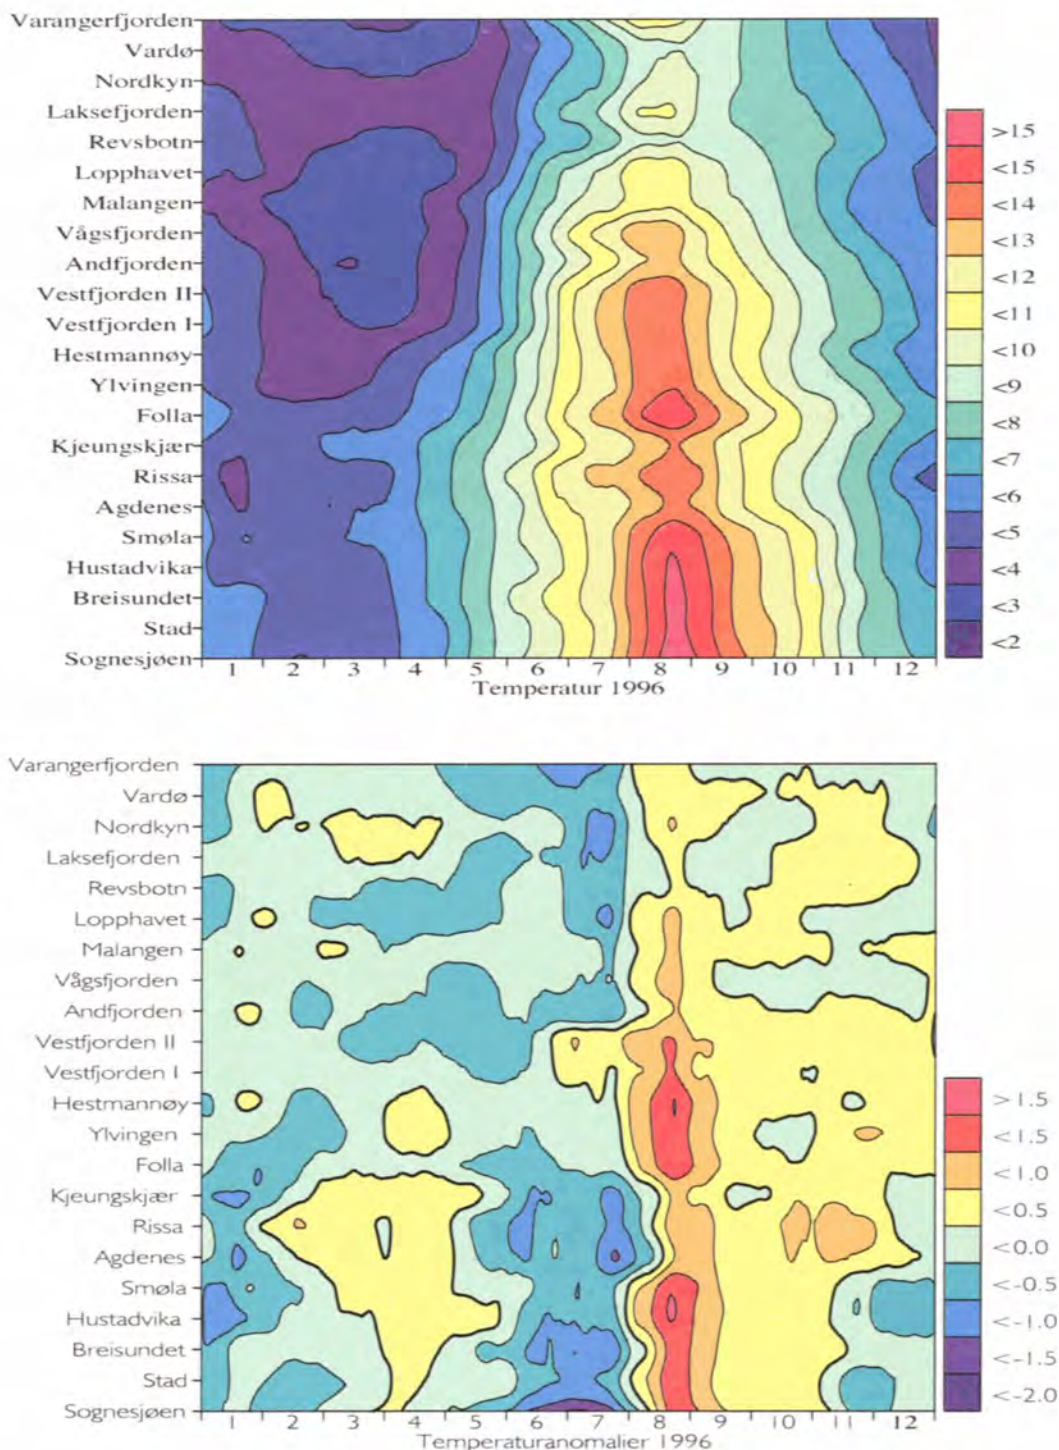 Varangerfjorden
Vardø
Nordkyn
Laksefjorden
Revsbotn
Lopphavet
Malangen
Vågsfjorden
Andfjorden
Vestfjorden II
Vestfjorden I
Hestmannøy
Ylvingen
Folla
Kjeungskjær
Rissa
Agdenes
Smøla
Hustadvika
Breisundet
Stad
Sognesjøen
1 2 3 4 5 6 7 8 9 10 11 12
Temperatur 1996
>15
<15
<14
<13
<12
<11
<10
<9
<8
<7
<6
<5
<4
<3
<2
Varangerfjorden
Vardø
Nordkyn
Laksefjorden
Revsbotn
Lopphavet
Malangen
Vågsfjorden
Andfjorden
Vestfjorden II
Vestfjorden I
Hestmannøy
Ylvingen
Folla
Kjeungskjær
Rissa
Agdenes
Smøla
Hustadvika
Breisundet
Stad
Sognesjøen
1 2 3 4 5 6 7 8 9 10 11 12
Temperaturanomalier 1996
>1.5
<1.5
<1.0
<0.5
<0.0
<-0.5
<-1.0
<-1.5
<-2.0